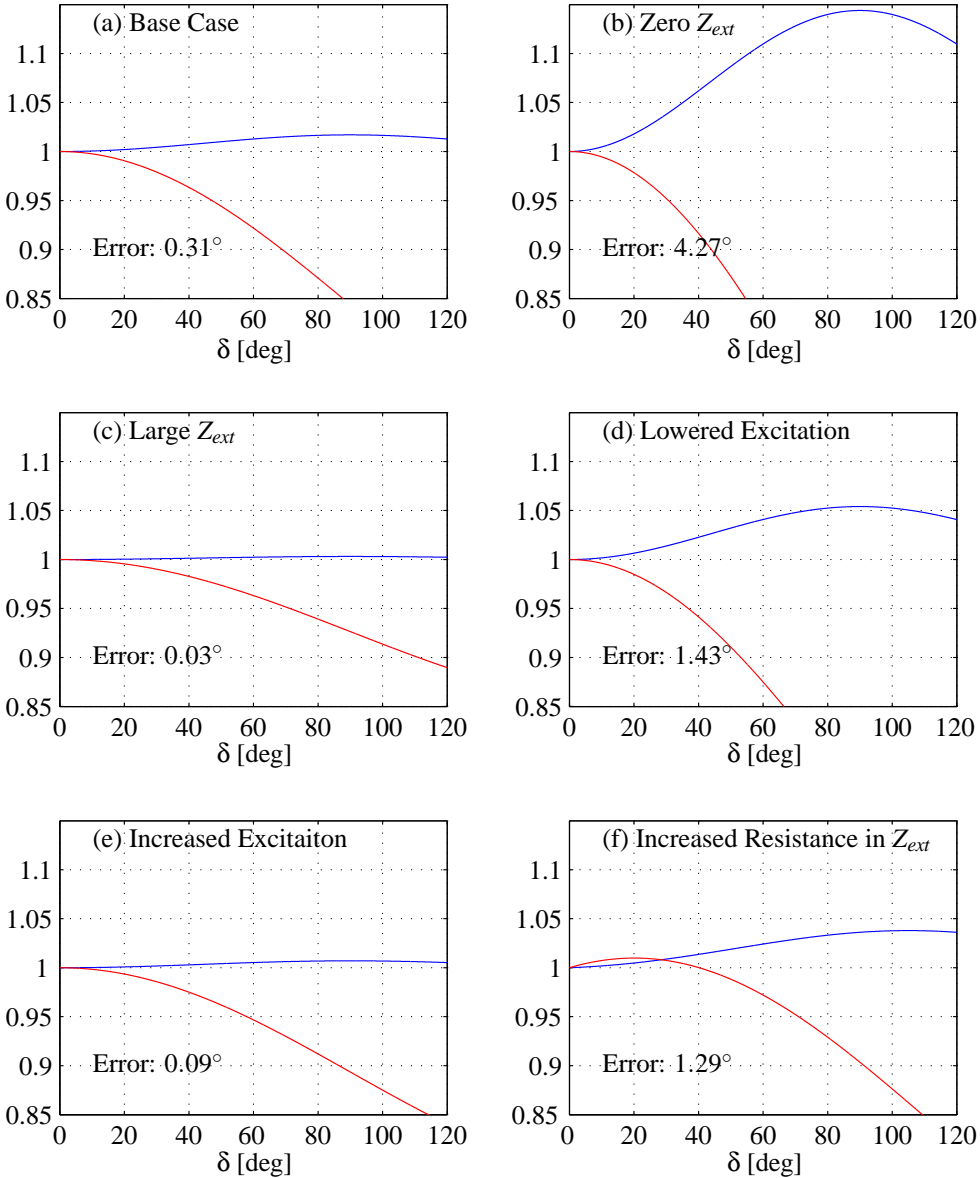 (a) Base Case
1.1
1.05
1
0.95
0.9
0.85
Error: 0.31°
0 20 40 60 80 100 120
δ [deg]
(b) Zero Z_ext
1.1
1.05
1
0.95
0.9
0.85
Error: 4.27°
0 20 40 60 80 100 120
δ [deg]
(c) Large Z_ext
1.1
1.05
1
0.95
0.9
0.85
Error: 0.03°
0 20 40 60 80 100 120
δ [deg]
(d) Lowered Excitation
1.1
1.05
1
0.95
0.9
0.85
Error: 1.43°
0 20 40 60 80 100 120
δ [deg]
(e) Increased Excitaiton
1.1
1.05
1
0.95
0.9
0.85
Error: 0.09°
0 20 40 60 80 100 120
δ [deg]
(f) Increased Resistance in Z_ext
1.1
1.05
1
0.95
0.9
0.85
Error: 1.29°
0 20 40 60 80 100 120
δ [deg]